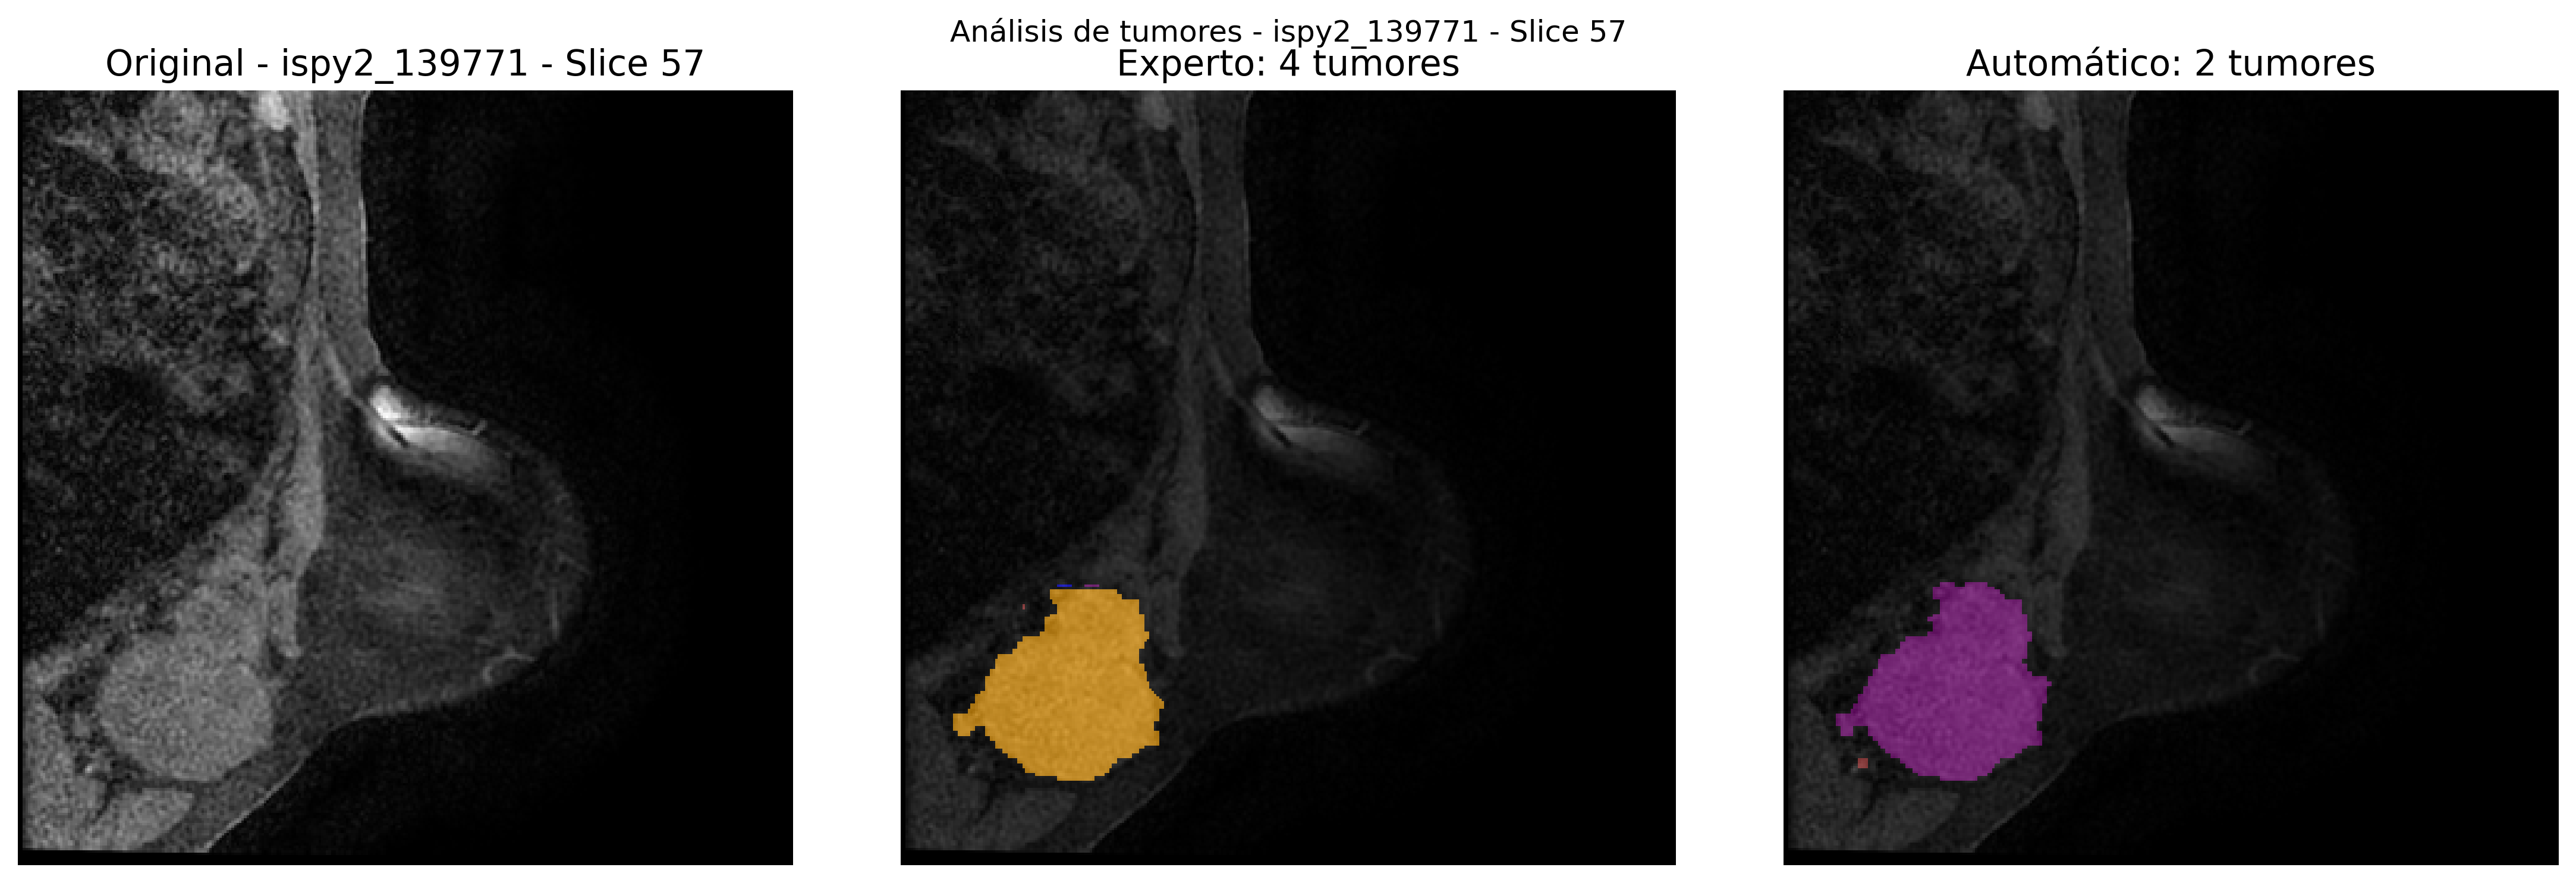 Análisis de tumores - ispy2_139771 - Slice 57
Original - ispy2_139771 - Slice 57
Experto: 4 tumores
Automático: 2 tumores